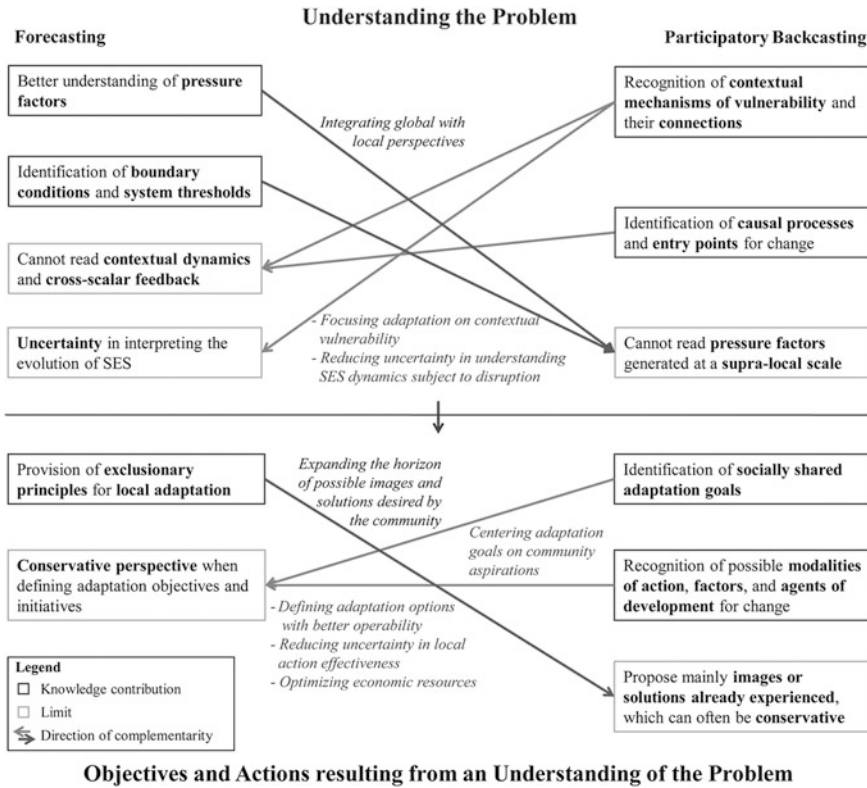 Understanding the Problem
Forecasting
Participatory Backcasting
Better understanding of pressure
factors
Recognition of contextual
mechanisms of vulnerability and
their connections
Integrating global with
local perspectives
Identification of boundary
conditions and system thresholds
Identification of causal processes
and entry points for change
Cannot read contextual dynamics
and cross-scalar feedback
Uncertainty in interpreting the
evolution of SES
- Focusing adaptation on contextual
vulnerability
- Reducing uncertainty in understanding
SES dynamics subject to disruption
Cannot read pressure factors
generated at a supra-local scale
Provision of exclusionary
principles for local adaptation
Expanding the horizon
of possible images and
solutions desired by
the community
Identification of socially shared
adaptation goals
Centering adaptation
goals on community
aspirations
Conservative perspective when
defining adaptation objectives and
initiatives
Recognition of possible modalities
of action, factors, and agents of
development for change
- Defining adaptation options
with better operability
- Reducing uncertainty in local
action effectiveness
- Optimizing economic resources
Propose mainly images or
solutions already experienced,
which can often be conservative
Legend
Knowledge contribution
Limit
Direction of complementarity
Objectives and Actions resulting from an Understanding of the Problem